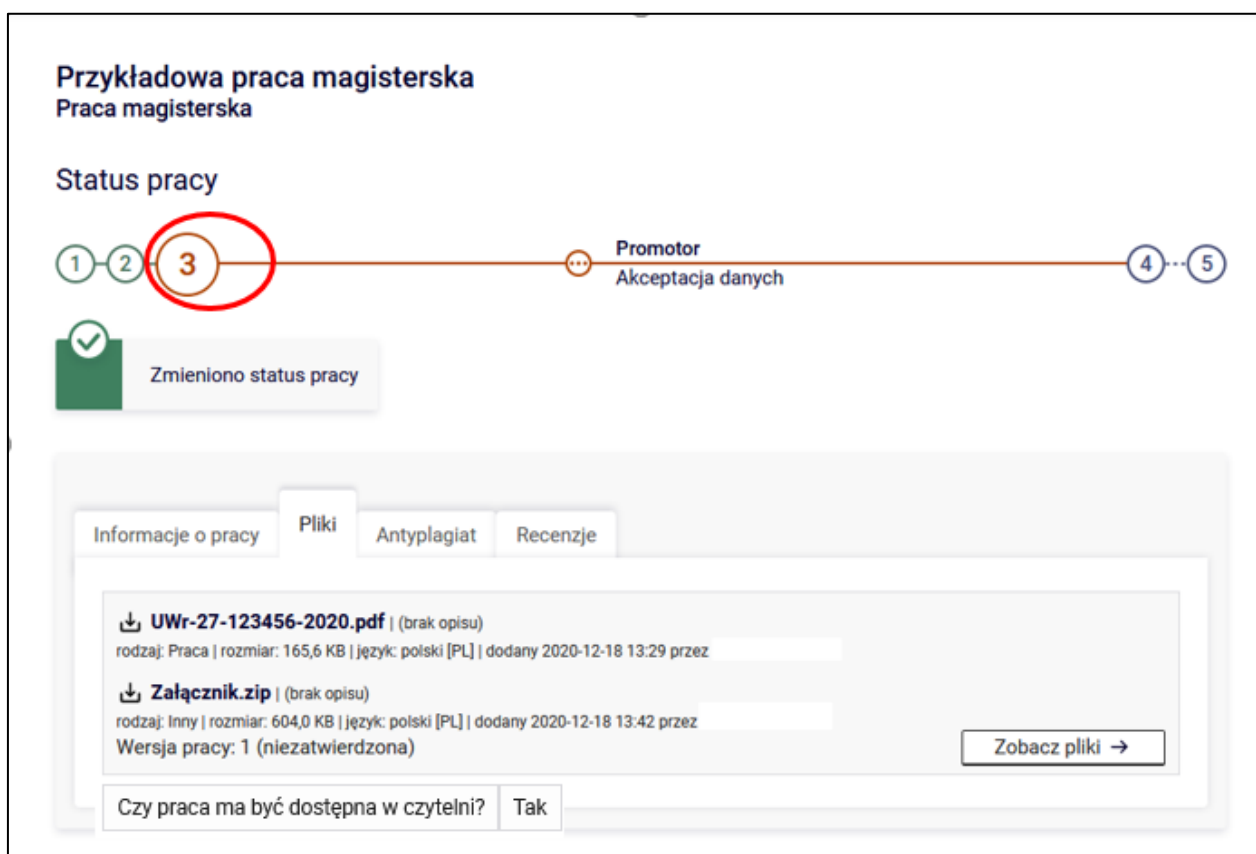 Przykładowa praca magisterska
Praca magisterska
Status pracy
1 2 3 Promotor 4 5
Akceptacja danych
Zmieniono status pracy
Informacje o pracy Pliki Antyplagiat Recenzje
UWr-27-123456-2020.pdf | (brak opisu)
rodzaj: Praca | rozmiar: 165,6 KB | język: polski [PL] | dodany 2020-12-18 13:29 przez
Załącznik.zip | (brak opisu)
rodzaj: Inny | rozmiar: 604,0 KB | język: polski [PL] | dodany 2020-12-18 13:42 przez
Wersja pracy: 1 (niezatwierdzona) Zobacz pliki →
Czy praca ma być dostępna w czytelni? Tak